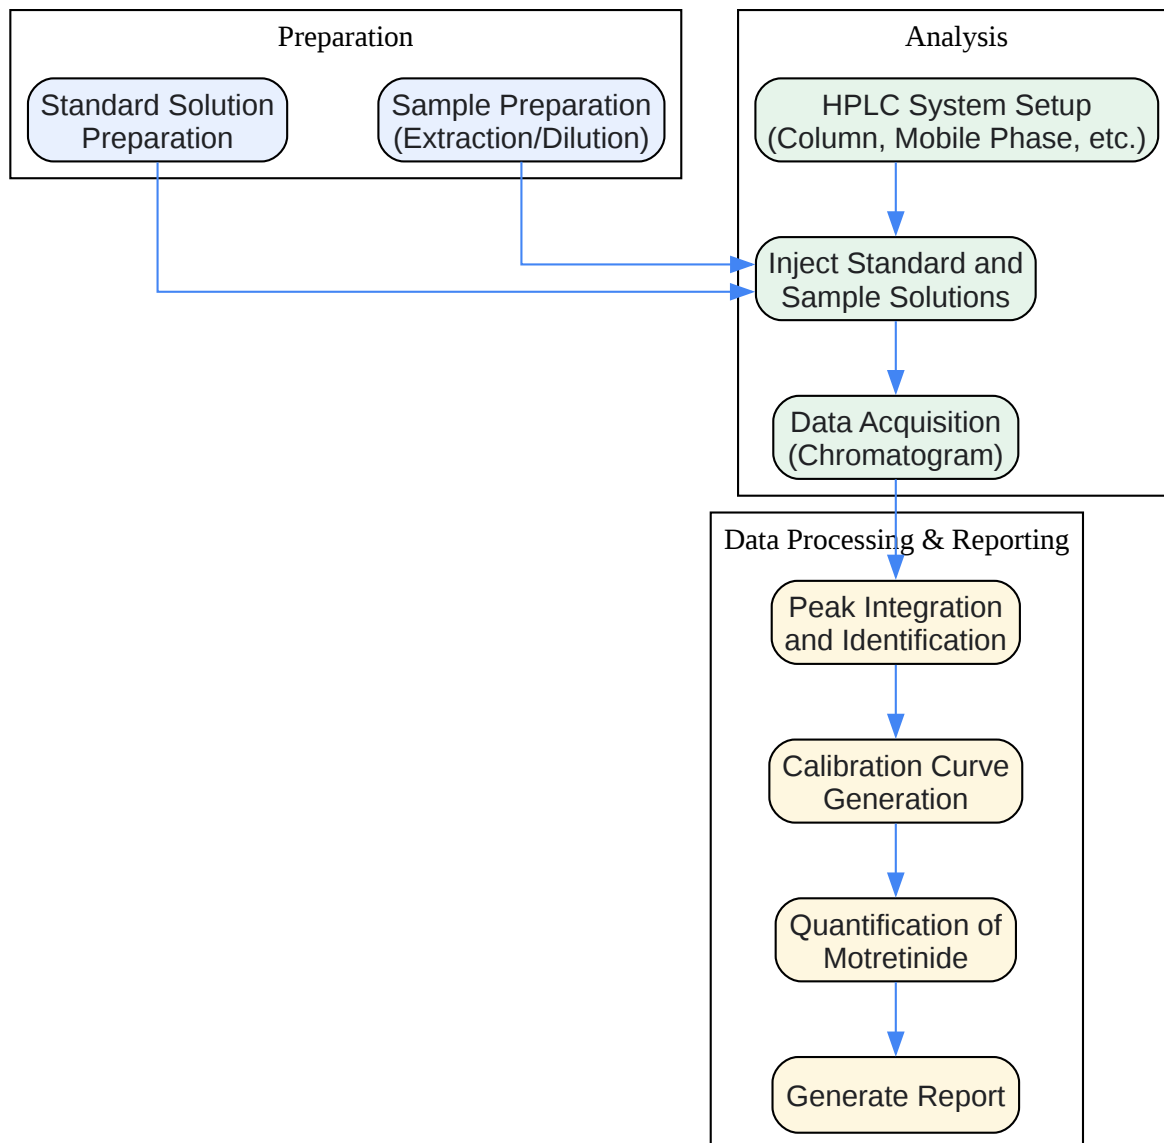 Preparation
Standard Solution
Preparation
Sample Preparation
(Extraction/Dilution)
Analysis
HPLC System Setup
(Column, Mobile Phase, etc.)
Inject Standard and
Sample Solutions
Data Acquisition
(Chromatogram)
Data Processing & Reporting
Peak Integration
and Identification
Calibration Curve
Generation
Quantification of
Motretinide
Generate Report